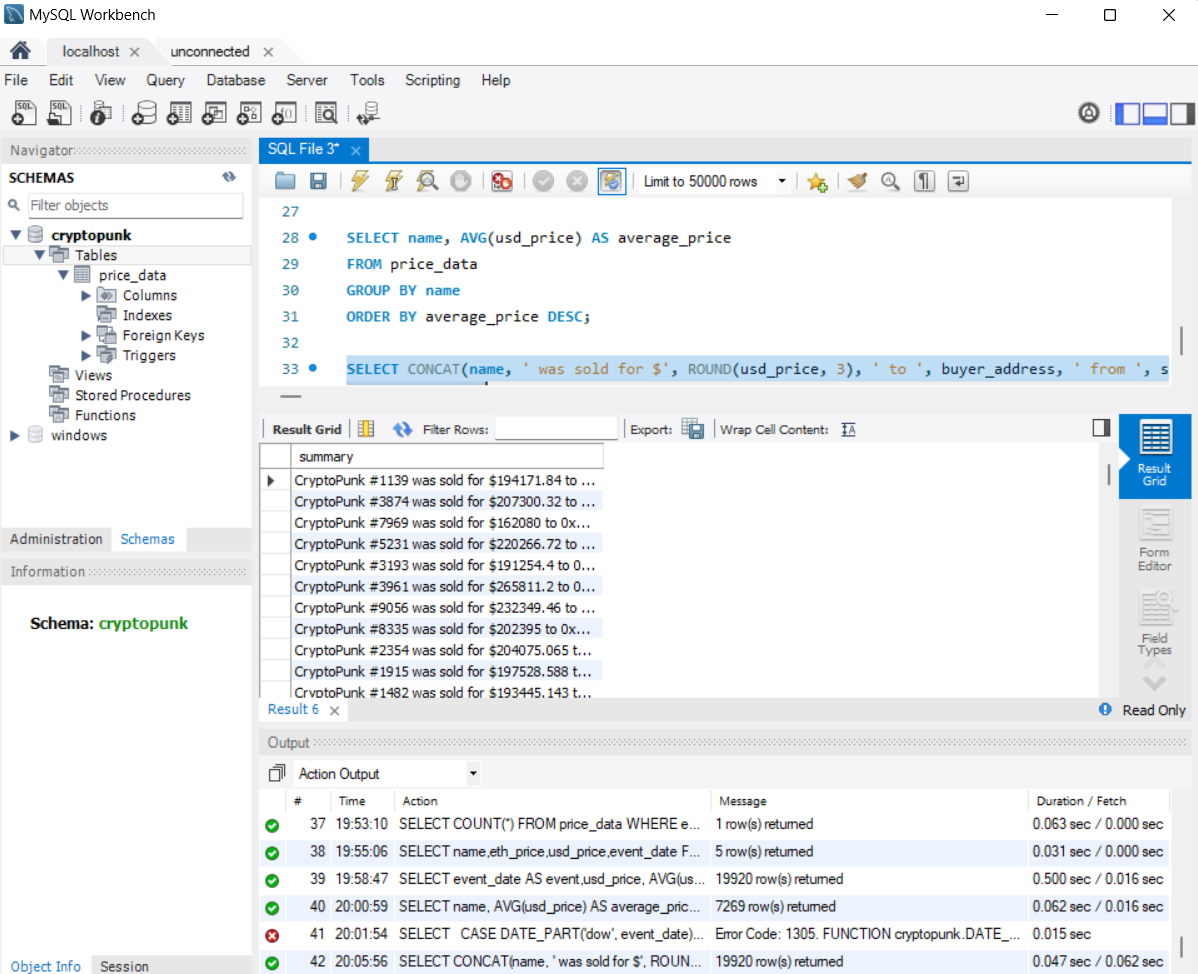 MySQL Workbench
localhost
unconnected
File Edit View Query Database Server Tools Scripting Help
Navigator
SCHEMAS
Filter objects
cryptopunk
Tables
price_data
Columns
Indexes
Foreign Keys
Triggers
Views
Stored Procedures
Functions
windows
Administration Schemas
Information
Schema: cryptopunk
Object Info Session
SQL File 3*
Limit to 50000 rows
27
28 SELECT name, AVG(usd_price) AS average_price
29 FROM price_data
30 GROUP BY name
31 ORDER BY average_price DESC;
32
33 SELECT CONCAT(name, ' was sold for $', ROUND(usd_price, 3), ' to ', buyer_address, ' from ', s
Result Grid Filter Rows: Export: Wrap Cell Content:
summary
CryptoPunk #1139 was sold for $194171.84 to ...
CryptoPunk #3874 was sold for $207300.32 to ...
CryptoPunk #7969 was sold for $162080 to 0x...
CryptoPunk #5231 was sold for $220266.72 to ...
CryptoPunk #3193 was sold for $191254.4 to 0...
CryptoPunk #3961 was sold for $265811.2 to 0...
CryptoPunk #9056 was sold for $232349.46 to ...
CryptoPunk #8335 was sold for $202395 to 0x...
CryptoPunk #2354 was sold for $204075.065 t...
CryptoPunk #1915 was sold for $197528.588 t...
CryptoPunk #1482 was sold for $193445.143 t...
Result Grid
Form Editor
Field Types
Result 6
Read Only
Output
Action Output
# Time Action Message Duration / Fetch
37 19:53:10 SELECT COUNT(*) FROM price_data WHERE e... 1 row(s) returned 0.063 sec / 0.000 sec
38 19:55:06 SELECT name,eth_price,usd_price,event_date F... 5 row(s) returned 0.031 sec / 0.000 sec
39 19:58:47 SELECT event_date AS event,usd_price, AVG(us... 19920 row(s) returned 0.500 sec / 0.016 sec
40 20:00:59 SELECT name, AVG(usd_price) AS average_pric... 7269 row(s) returned 0.062 sec / 0.016 sec
41 20:01:54 SELECT CASE DATE_PART('dow', event_date)... Error Code: 1305. FUNCTION cryptopunk.DATE_... 0.015 sec
42 20:05:56 SELECT CONCAT(name, ' was sold for $', ROUN... 19920 row(s) returned 0.047 sec / 0.062 sec